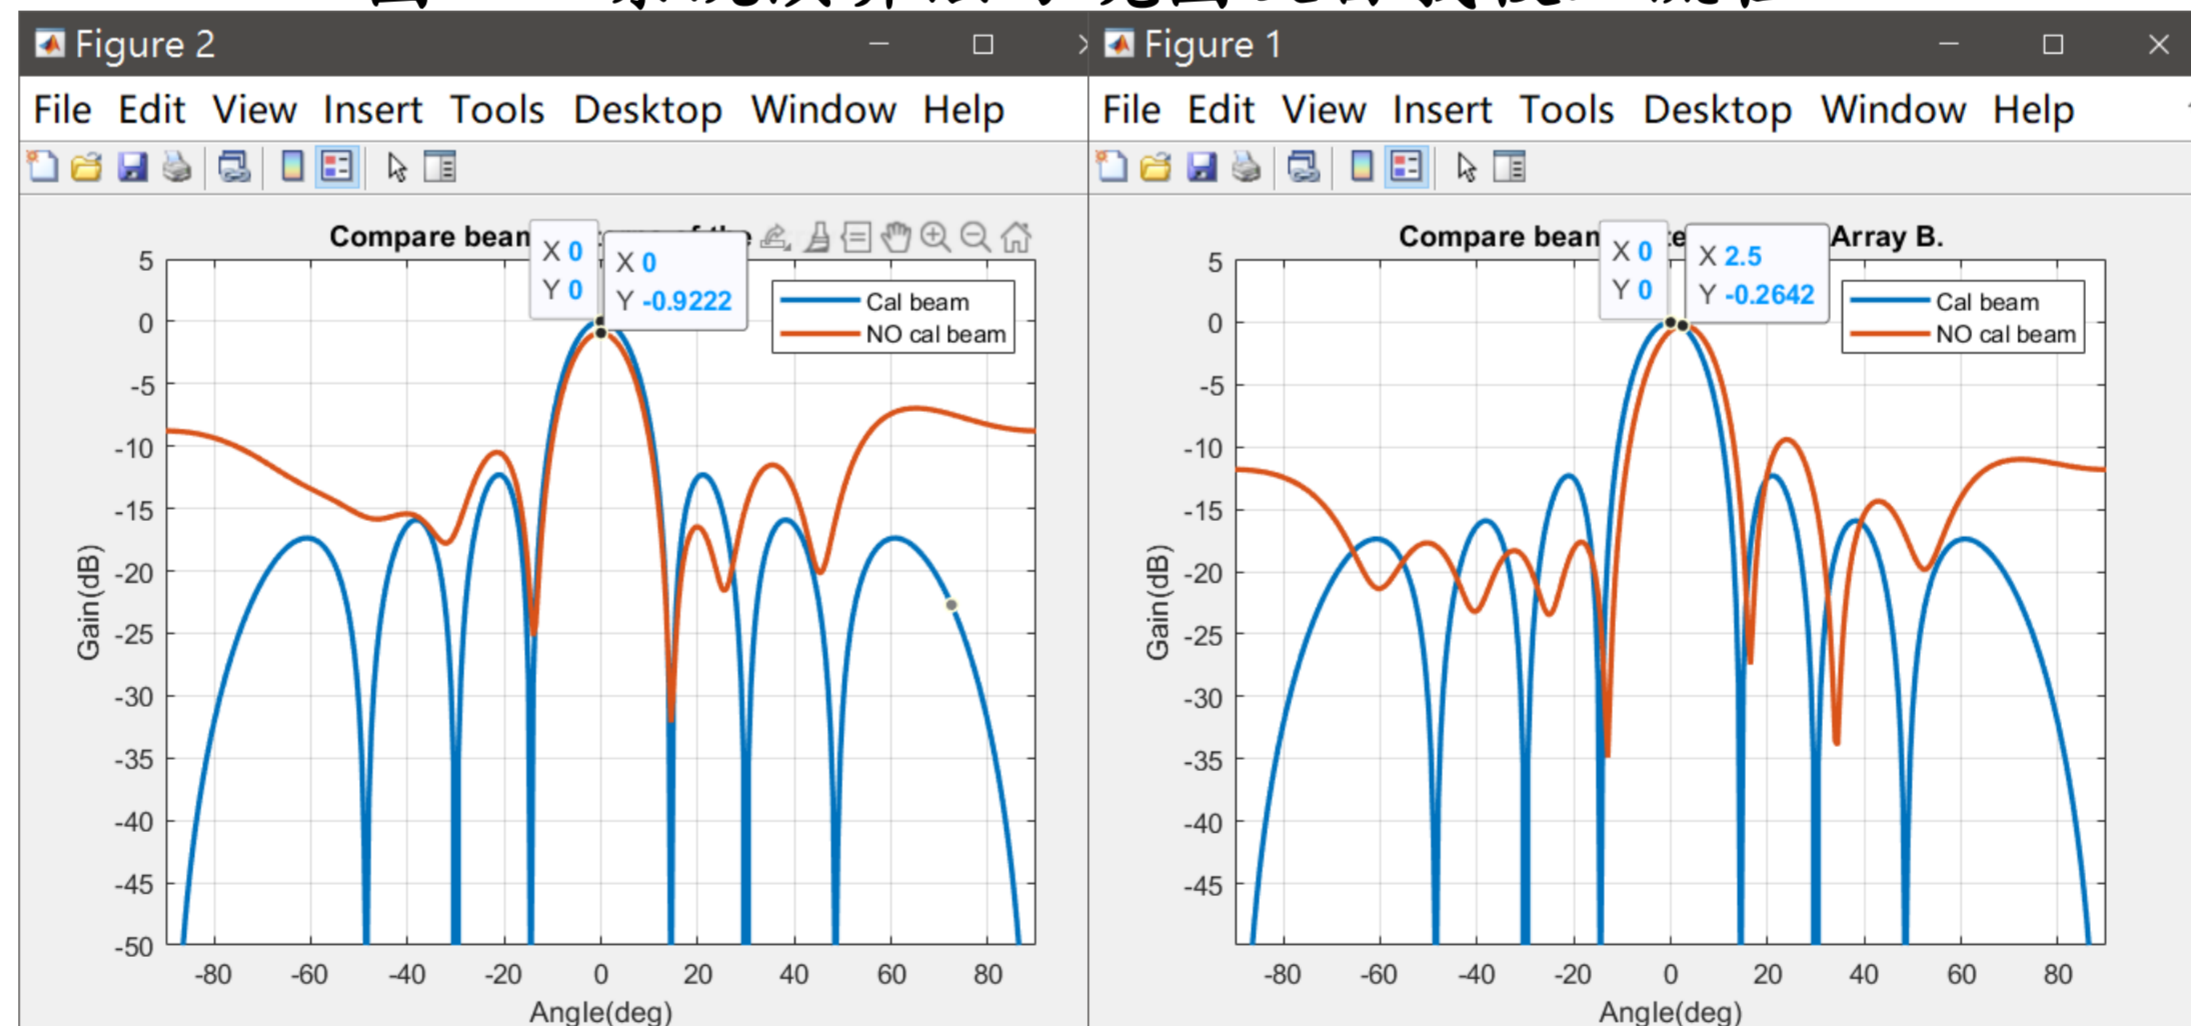 Figure 2
File Edit View Insert Tools Desktop Window Help
Compare bean of the
X 0
Y 0
X 0
Y -0.9222
Cal beam
NO cal beam
5
0
-5
-10
-15
-20
-25
-30
-35
-40
-45
-50
Gain(dB)
-80 -60 -40 -20 0 20 40 60 80
Angle(deg)
Figure 1
File Edit View Insert Tools Desktop Window Help
Compare bean Array B.
X 0
Y 0
X 2.5
Y -0.2642
Cal beam
NO cal beam
5
0
-5
-10
-15
-20
-25
-30
-35
-40
-45
Gain(dB)
-80 -60 -40 -20 0 20 40 60 80
Angle(deg)